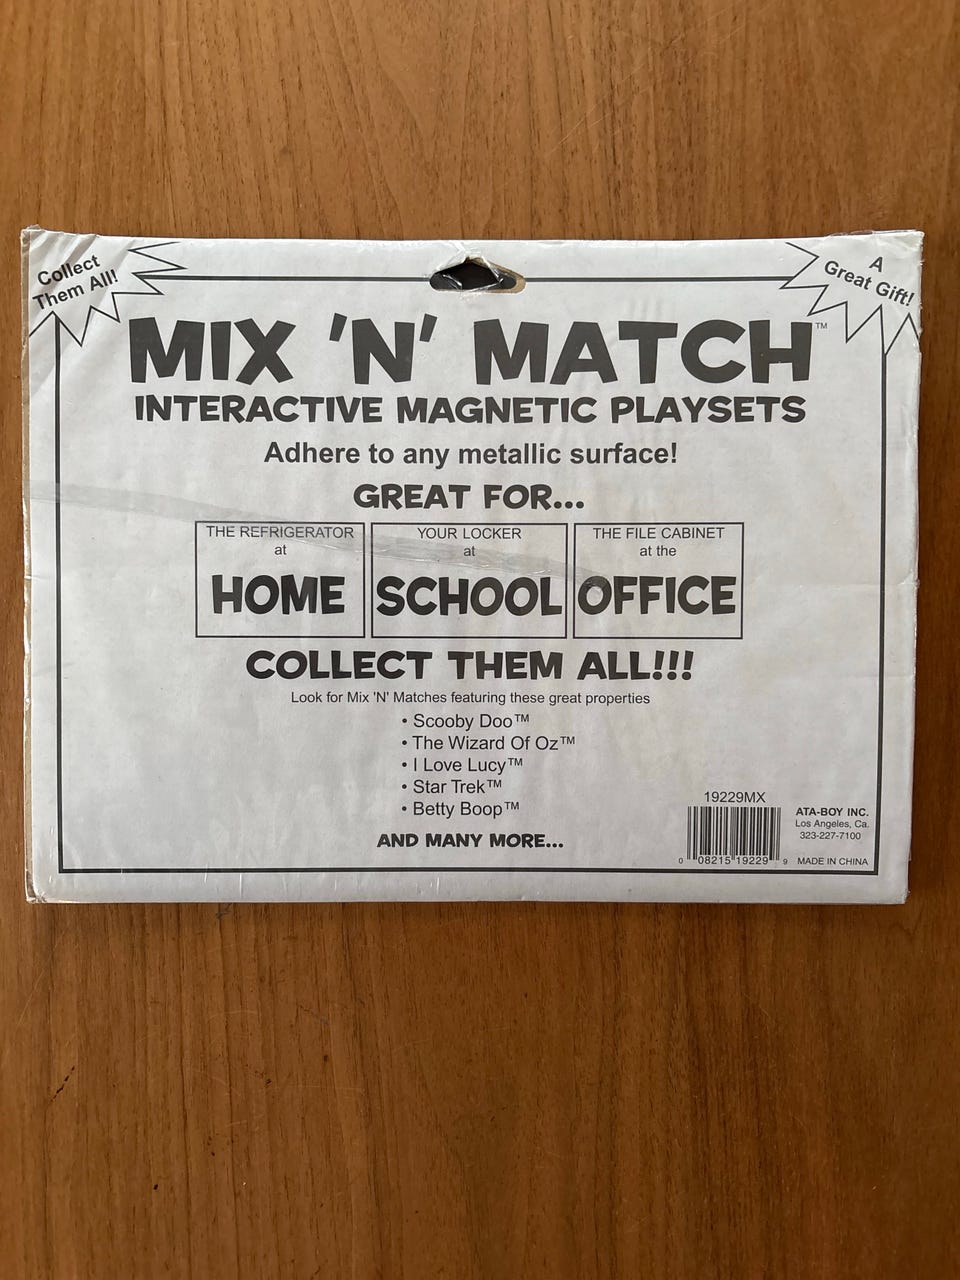 Collect
Them All!
A
Great Gift!
MIX 'N' MATCH™
INTERACTIVE MAGNETIC PLAYSETS
Adhere to any metallic surface!
GREAT FOR...
THE REFRIGERATOR
at
HOME
YOUR LOCKER
at
SCHOOL
THE FILE CABINET
at the
OFFICE
COLLECT THEM ALL!!!
Look for Mix 'N' Matches featuring these great properties
• Scooby Doo™
• The Wizard Of Oz™
• I Love Lucy™
• Star Trek™
• Betty Boop™
AND MANY MORE...
19229MX
0 08215 19229 9
ATA-BOY INC.
Los Angeles, Ca.
323-227-7100
MADE IN CHINA